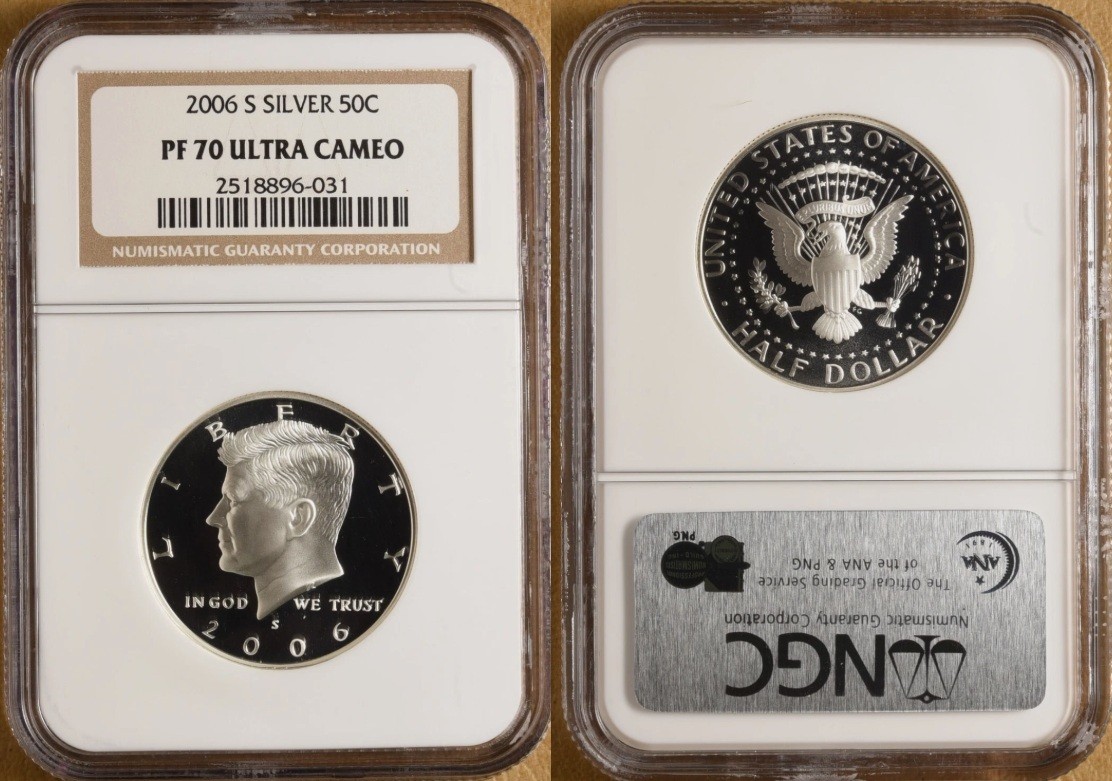 2006 S SILVER 50C
PF 70 ULTRA CAMEO
2518896-031
NUMISMATIC GUARANTY CORPORATION
LIBERTY
IN GOD WE TRUST
S
2006
UNITED STATES OF AMERICA
E PLURIBUS UNUM
FG
HALF DOLLAR
NGC
Numismatic Guaranty Corporation
The Official Grading Service
of the ANA & PNG
ANA
1891
PNG